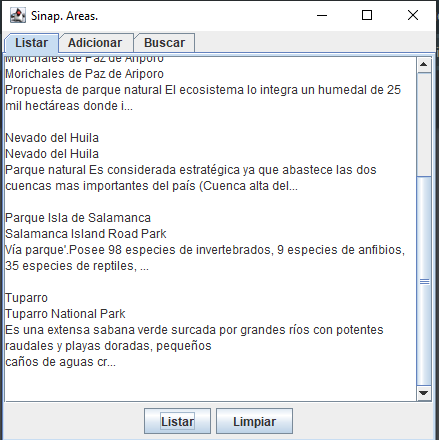 Sinap. Areas.
Listar
Adicionar
Buscar
Morichales de Paz de Ariporo
Morichales de Paz de Ariporo
Propuesta de parque natural El ecosistema lo integra un humedal de 25
mil hectáreas donde i...
Nevado del Huila
Nevado del Huila
Parque natural Es considerada estratégica ya que abastece las dos
cuencas mas importantes del país (Cuenca alta del...
Parque Isla de Salamanca
Salamanca Island Road Park
Vía parque'.Posee 98 especies de invertebrados, 9 especies de anfibios,
35 especies de reptiles, ...
Tuparro
Tuparro National Park
Es una extensa sabana verde surcada por grandes ríos con potentes
raudales y playas doradas, pequeños
caños de aguas cr...
Listar
Limpiar